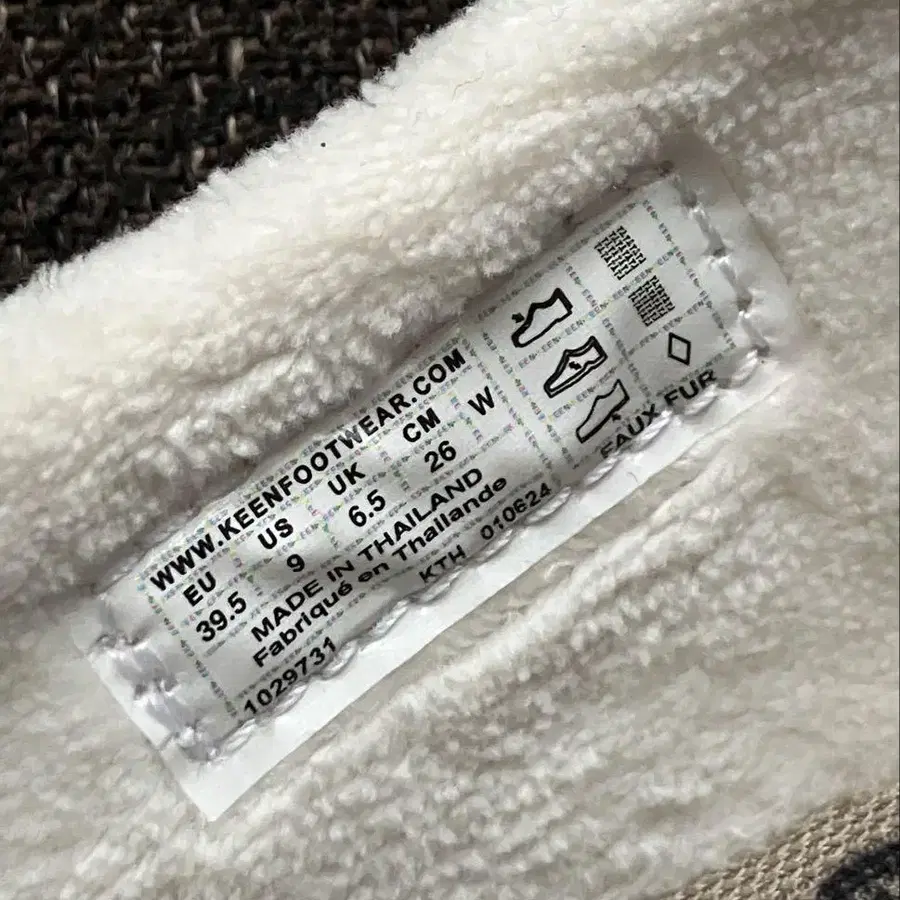 WWW.KEENFOOTWEAR.COM
EU US UK CM W
39.5 9 6.5 26
MADE IN THAILAND
Fabriqué en Thaïlande
1029731 KTH 010624
FAUX FUR